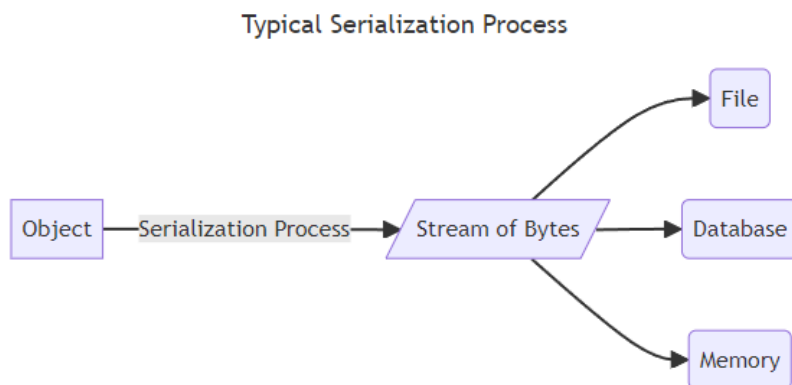 Typical Serialization Process
File
Object
Serialization Process
Stream of Bytes
Database
Memory